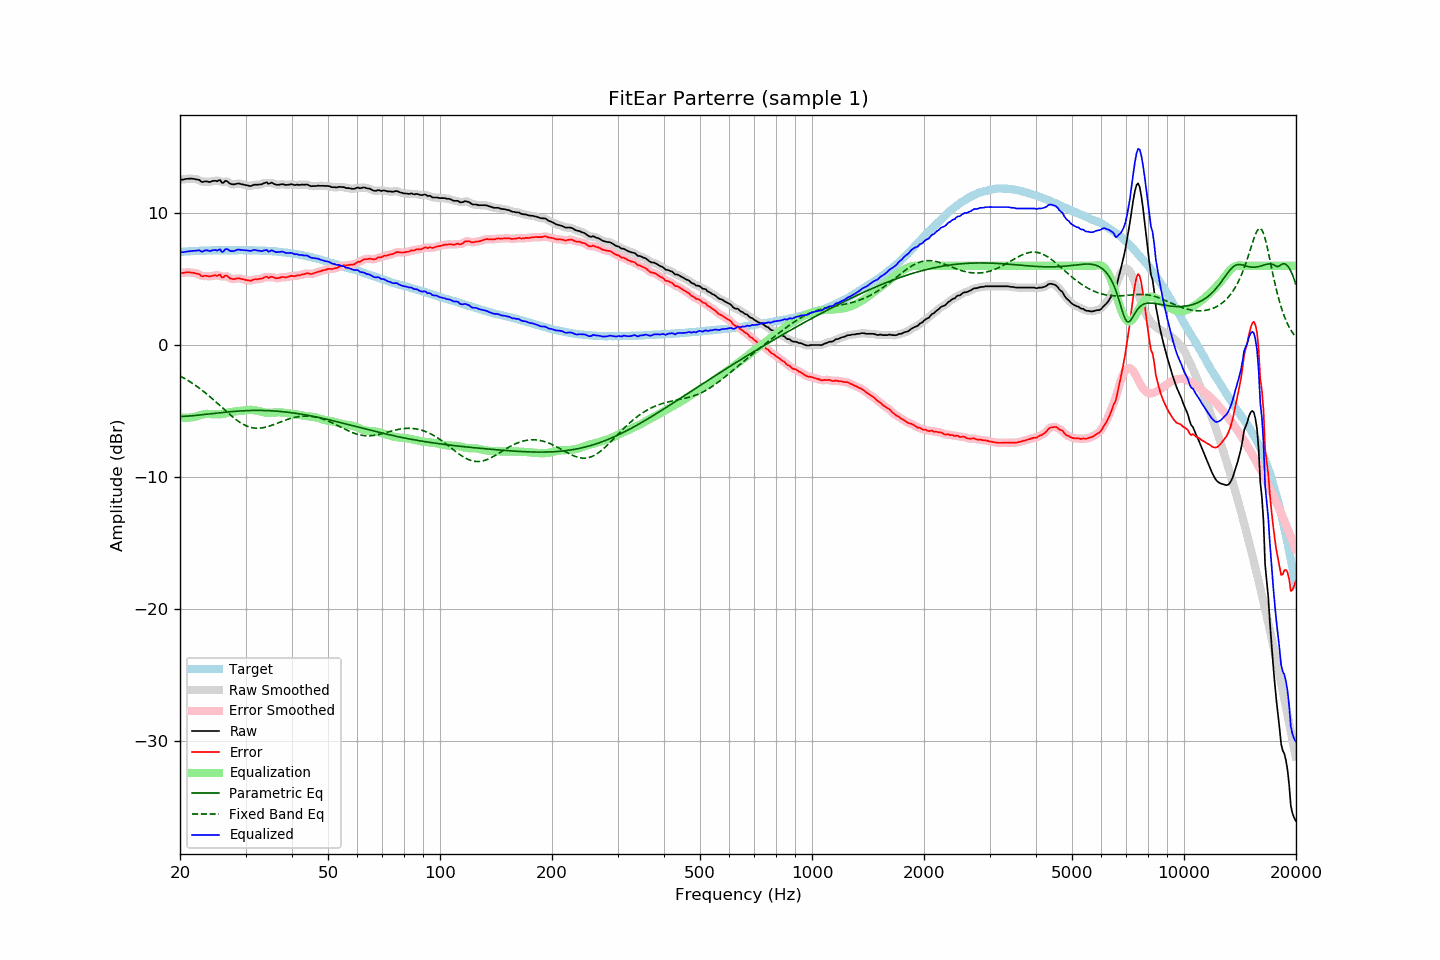 FitEar Parterre (sample 1)
10
0
−10
−20
−30
Amplitude (dBr)
Target
Raw Smoothed
Error Smoothed
Raw
Error
Equalization
Parametric Eq
Fixed Band Eq
Equalized
20 50 100 200 500 1000 2000 5000 10000 20000
Frequency (Hz)